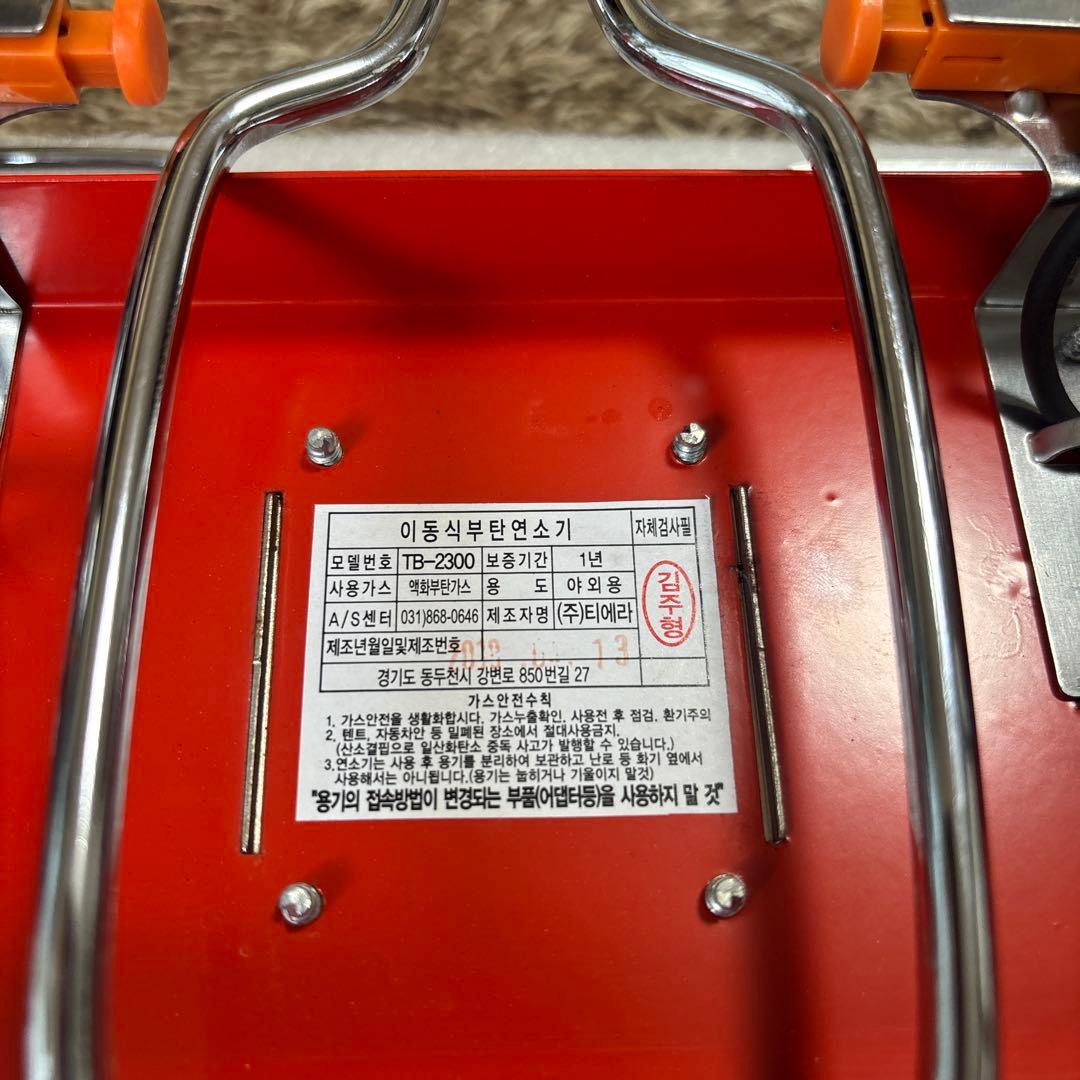 이동식부탄연소기 자체검사필
모델번호 TB-2300 보증기간 1년
사용가스 액화부탄가스 용 도 야외용
김주형
A/S센터 031)868-0646 제조자명 (주)티에라
제조년월일및제조번호
13
경기도 동두천시 강변로 850번길 27
가스안전수칙
1. 가스안전을 생활화합시다. 가스누출확인, 사용전 후 점검, 환기주의
2. 텐트, 자동차안 등 밀폐된 장소에서 절대사용금지.
(산소결핍으로 일산화탄소 중독 사고가 발행할 수 있습니다.)
3.연소기는 사용 후 용기를 분리하여 보관하고 난로 등 화기 옆에서
사용해서는 아니됩니다.(용기는 눕히거나 기울이지 말것)
"용기의 접속방법이 변경되는 부품(어댑터등)을 사용하지 말 것"